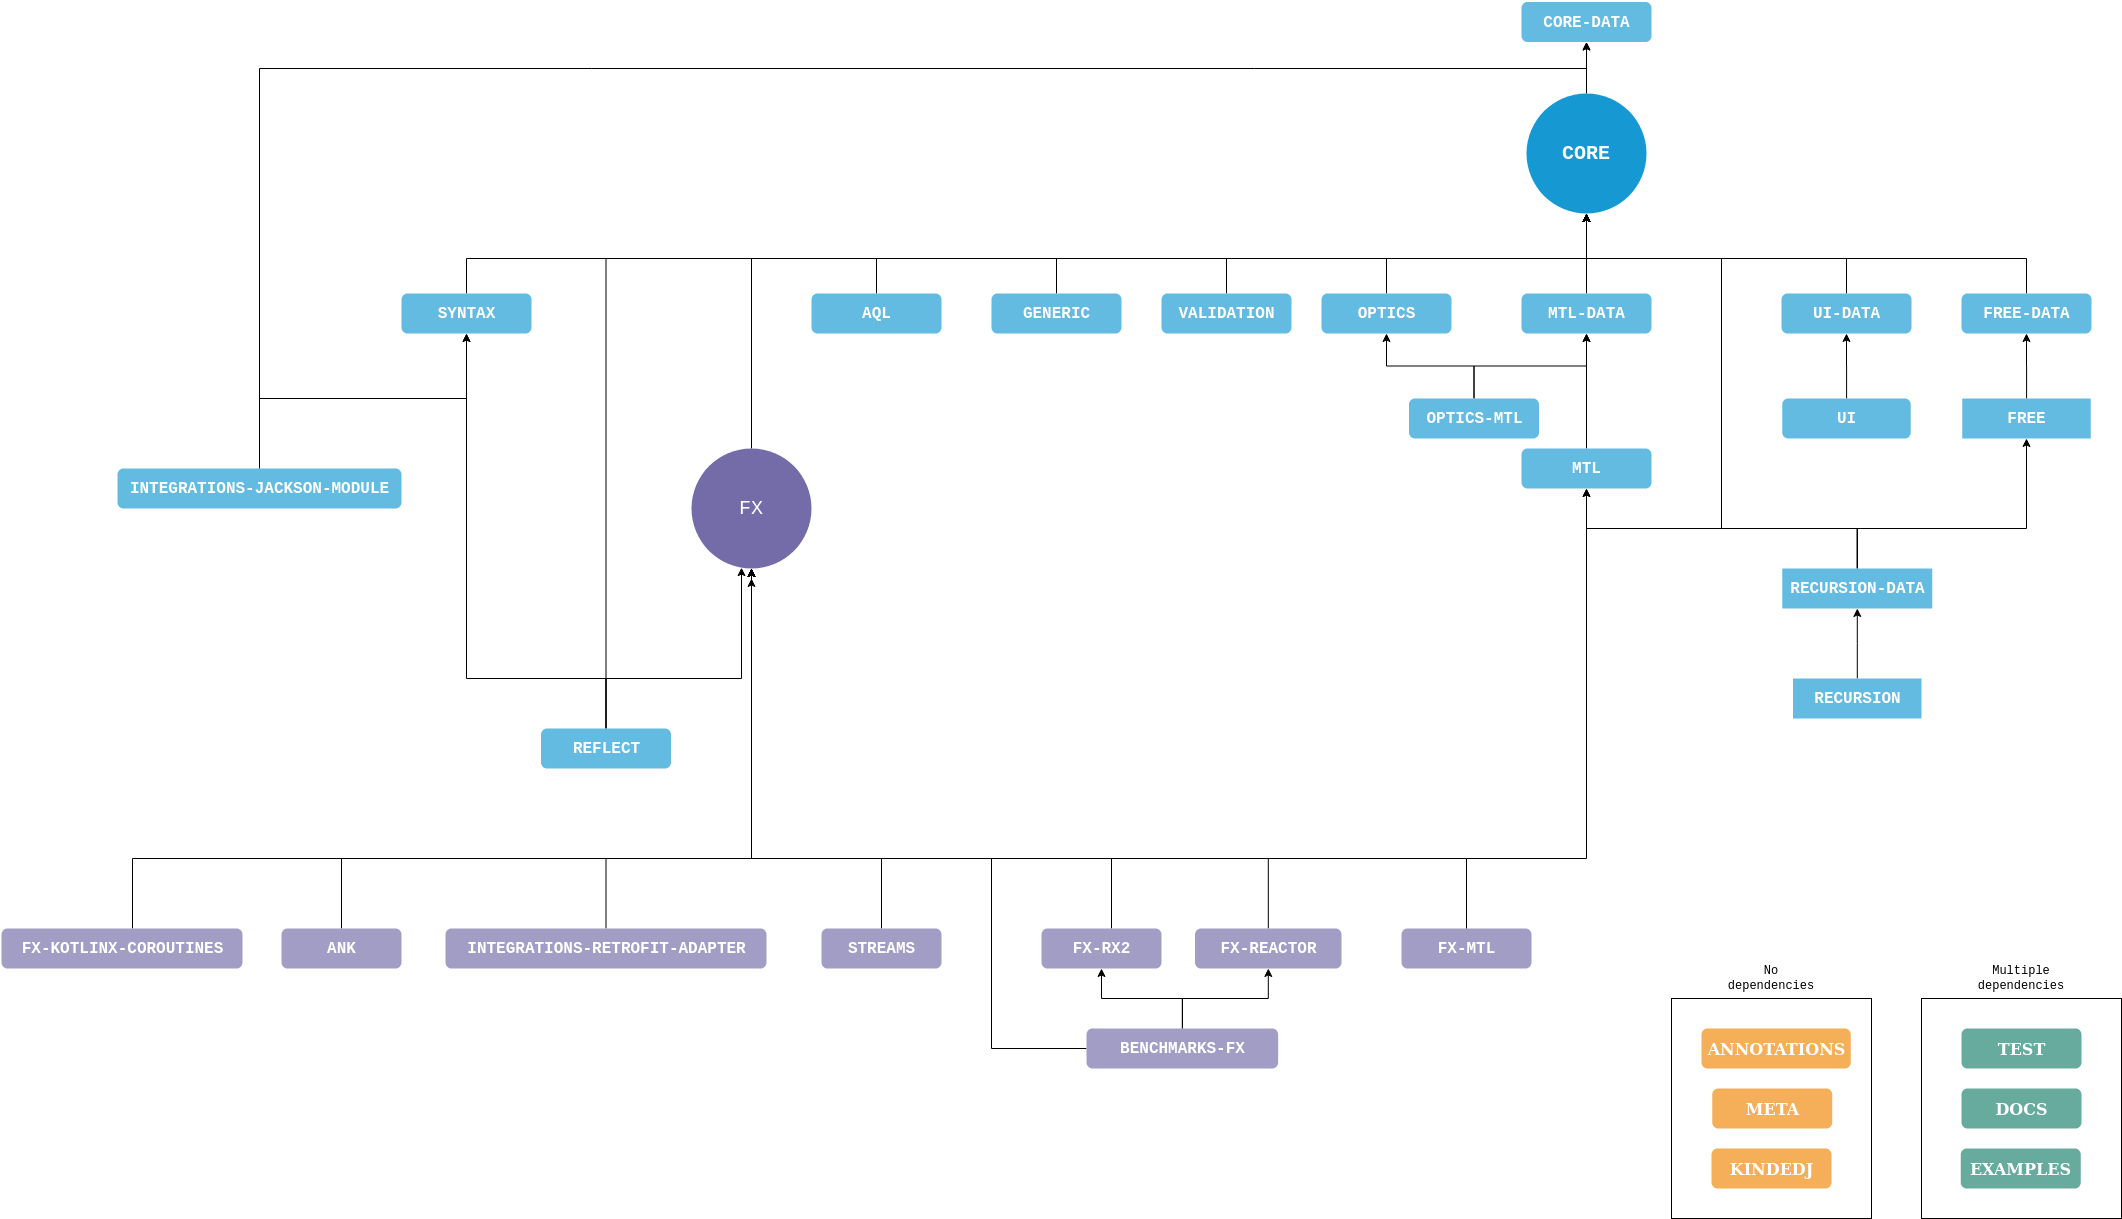 CORE-DATA
CORE
SYNTAX
AQL
GENERIC
VALIDATION
OPTICS
MTL-DATA
UI-DATA
FREE-DATA
OPTICS-MTL
UI
FREE
MTL
INTEGRATIONS-JACKSON-MODULE
FX
RECURSION-DATA
RECURSION
REFLECT
FX-KOTLINX-COROUTINES
ANK
INTEGRATIONS-RETROFIT-ADAPTER
STREAMS
FX-RX2
FX-REACTOR
FX-MTL
BENCHMARKS-FX
No
dependencies
ANNOTATIONS
META
KINDEDJ
Multiple
dependencies
TEST
DOCS
EXAMPLES